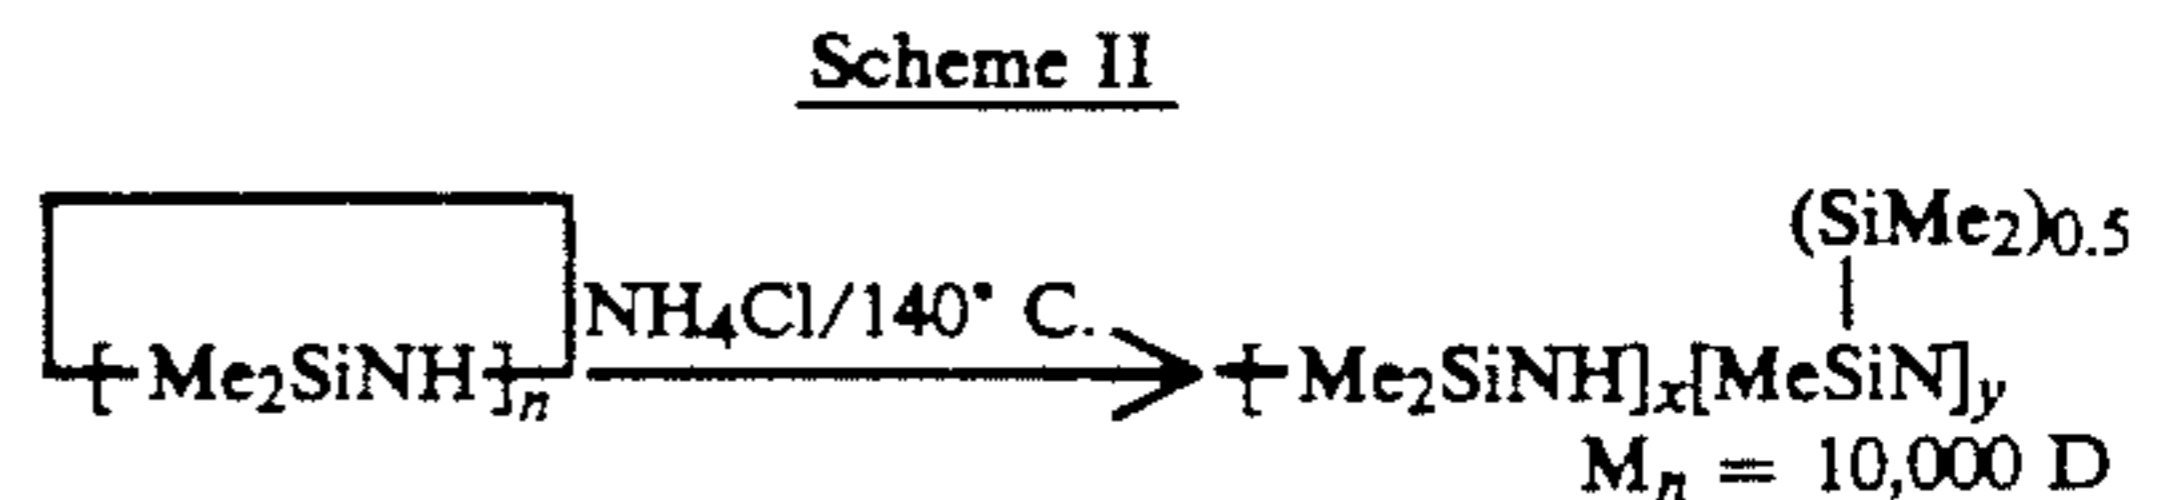 Scheme II
(SiMe2)0.5
NH4Cl/140° C.
[Me2SiNH]n [Me2SiNH]x[MeSiN]y
Mn = 10,000 D